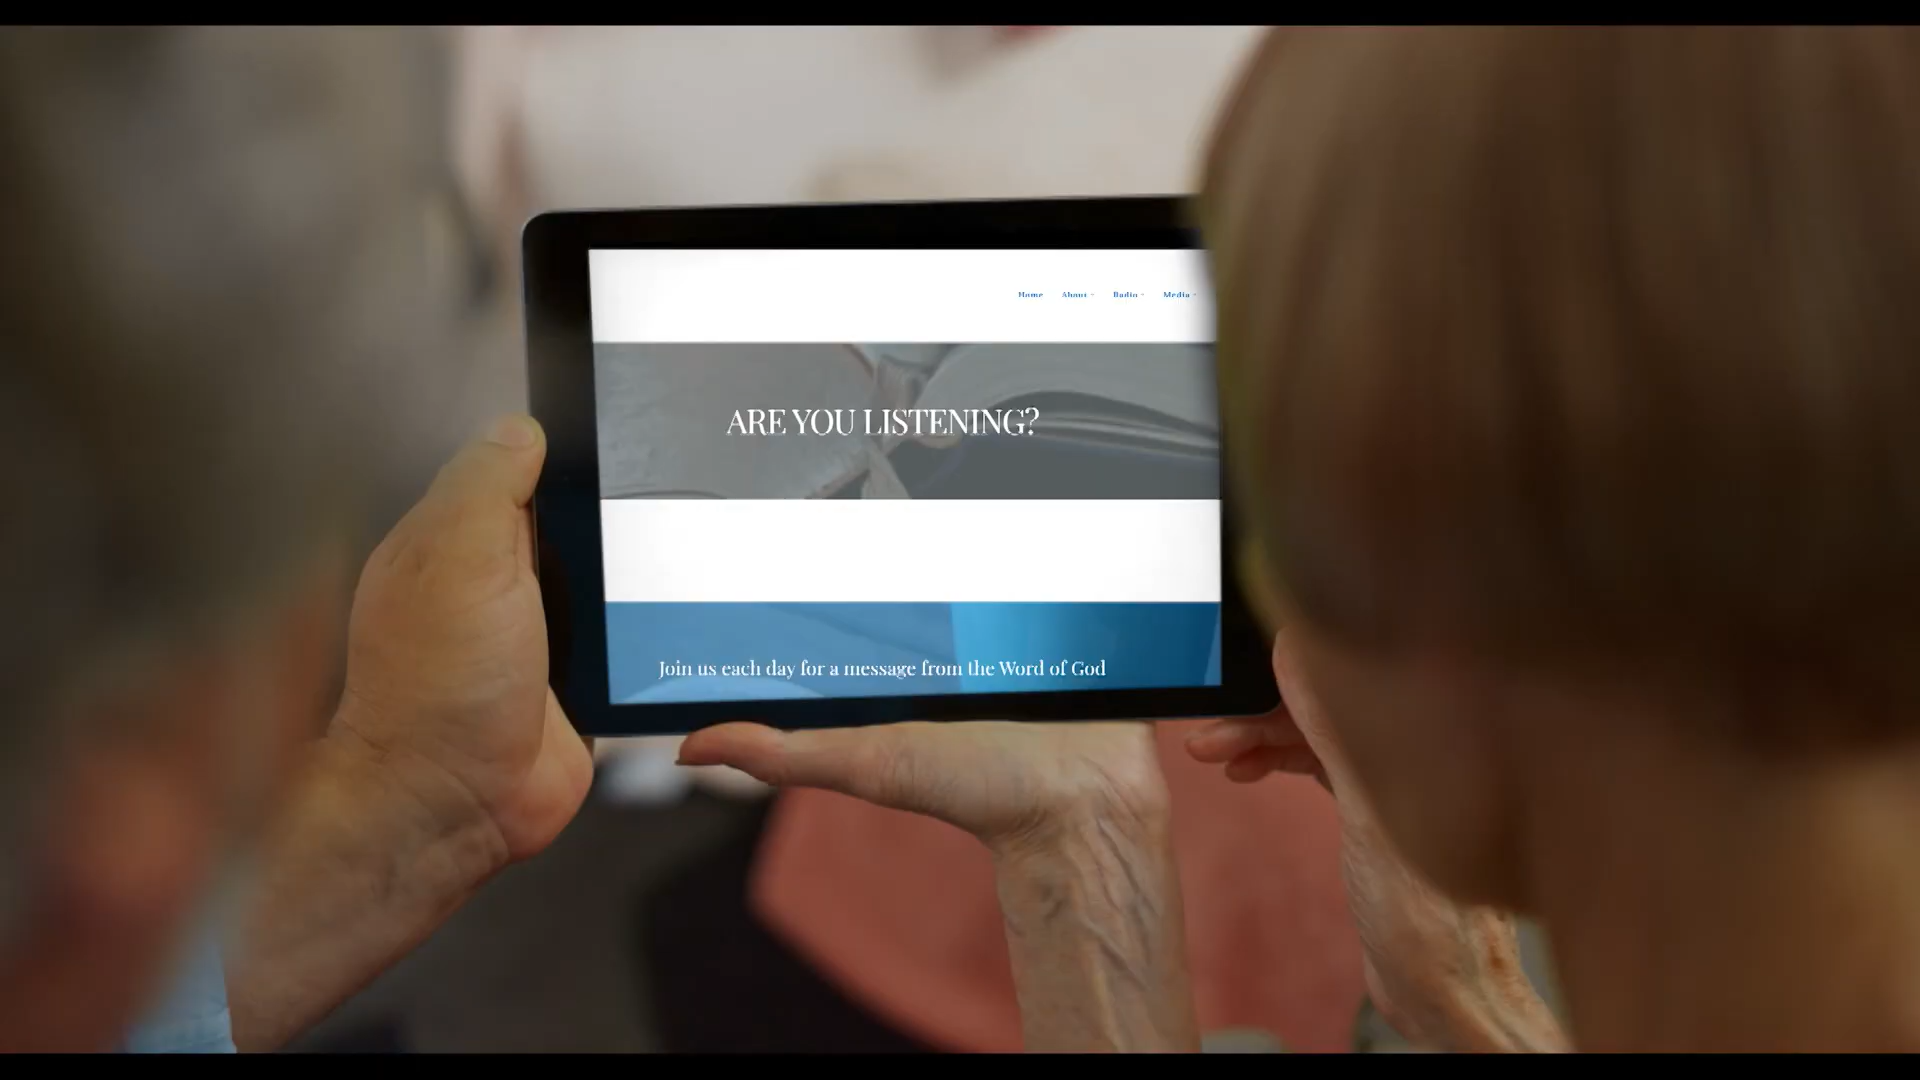 Home About Radio Media
ARE YOU LISTENING?
Join us each day for a message from the Word of God